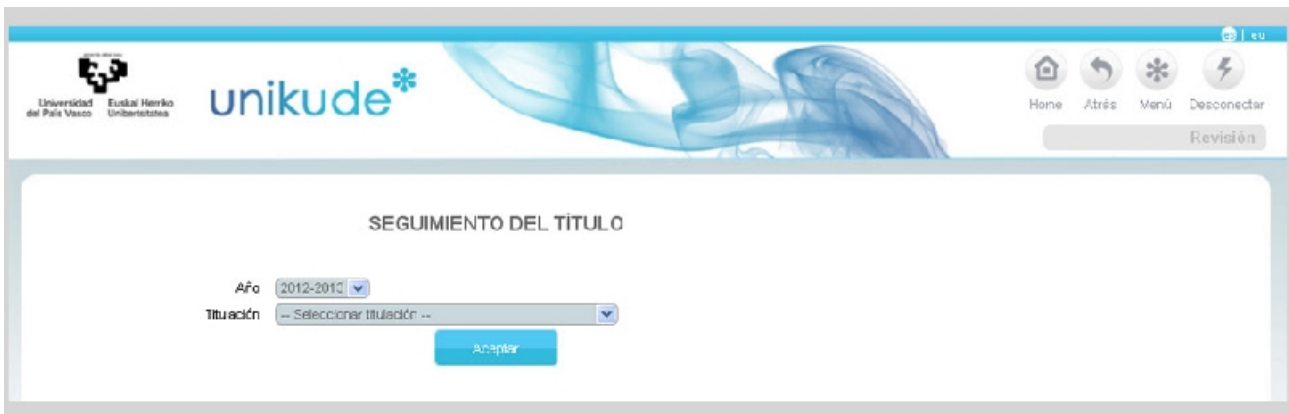 es | eu
Universidad del País Vasco
Euskal Herriko Unibertsitatea
unikude*
Home Atrás Menú Desconectar
Revisión
SEGUIMIENTO DEL TÍTULO
Año 2012-2013
Titulación -- Seleccionar titulación --
Aceptar